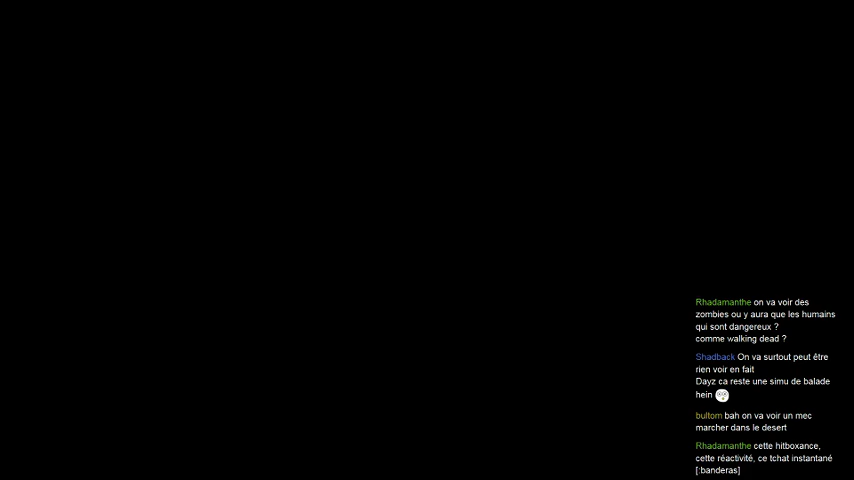 Rhadamanthe on va voir des
zombies ou y aura que les humains
qui sont dangereux ?
comme walking dead ?
Shadback On va surtout peut être
rien voir en fait
Dayz ca reste une simu de balade
hein
bultom bah on va voir un mec
marcher dans le desert
Rhadamanthe cette hitboxance,
cette réactivité, ce tchat instantané
[:banderas]